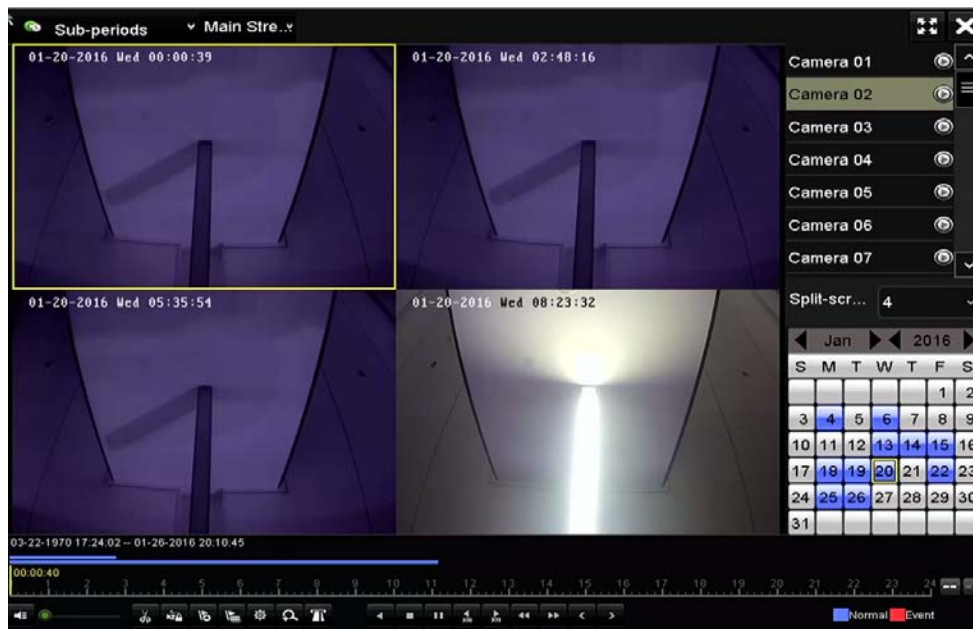 Sub-periods Main Stre...
01-20-2016 Wed 00:00:39
01-20-2016 Wed 02:48:16
01-20-2016 Wed 05:35:54
01-20-2016 Wed 08:23:32
Camera 01
Camera 02
Camera 03
Camera 04
Camera 05
Camera 06
Camera 07
Split-scr... 4
Jan 2016
S M T W T F S
1 2
3 4 5 6 7 8 9
10 11 12 13 14 15 16
17 18 19 20 21 22 23
24 25 26 27 28 29 30
31
03-22-1970 17:24:02 -- 01-26-2016 20:10:45
00:00:40
1 2 3 4 5 6 7 8 9 10 11 12 13 14 15 16 17 18 19 20 21 22 23 24
Normal Event